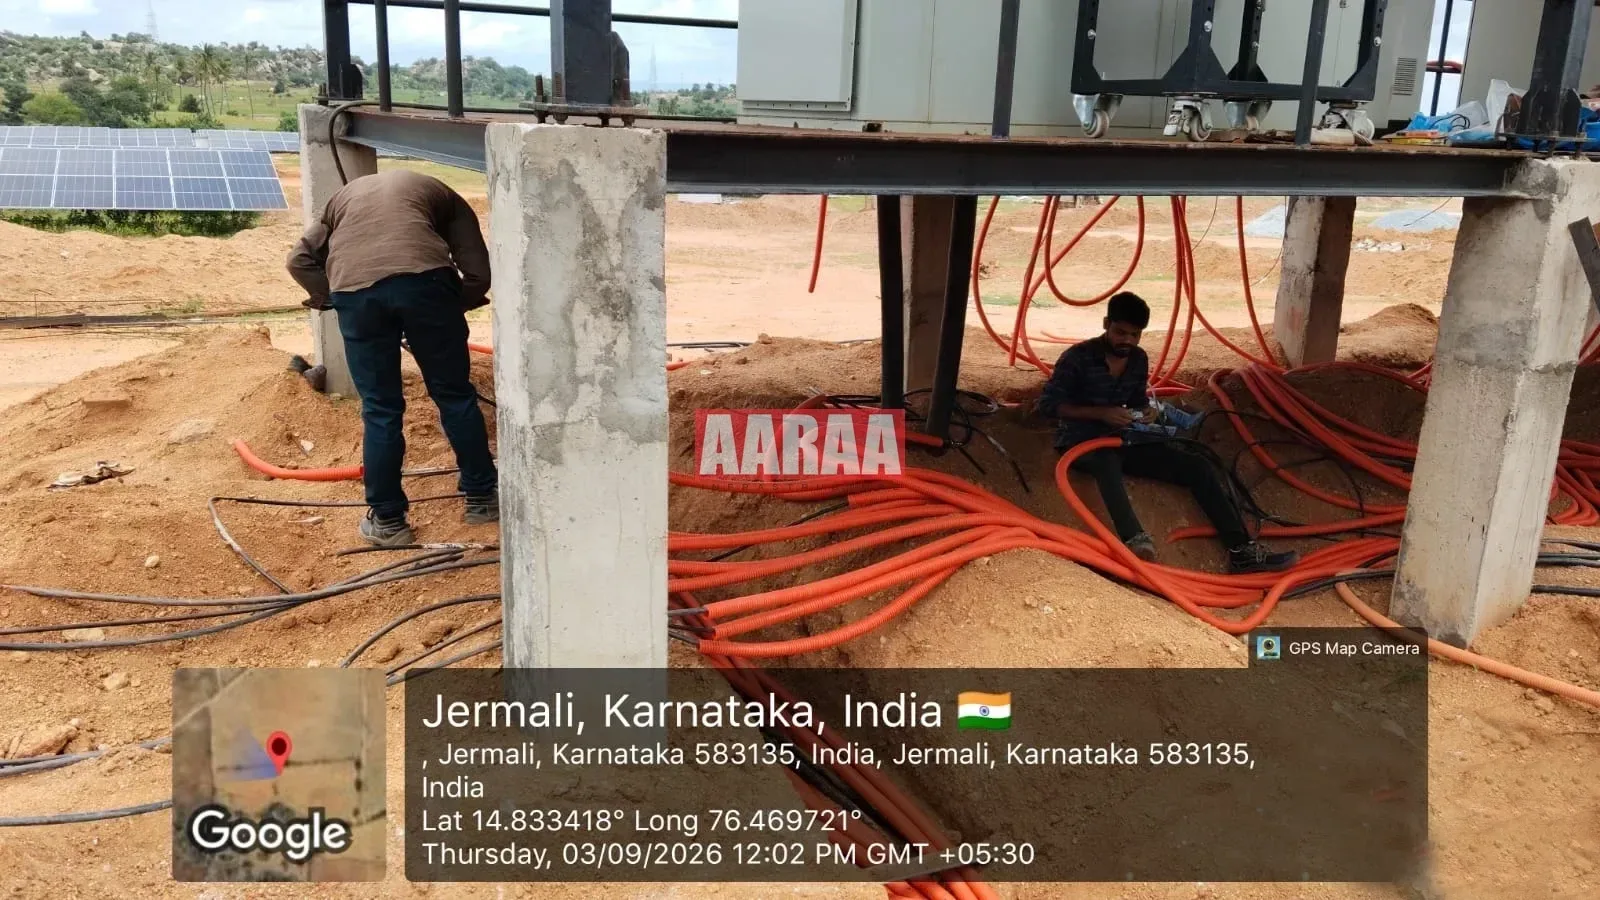 AARAA
GPS Map Camera
Jermali, Karnataka, India
, Jermali, Karnataka 583135, India, Jermali, Karnataka 583135,
India
Lat 14.833418° Long 76.469721°
Thursday, 03/09/2026 12:02 PM GMT +05:30
Google